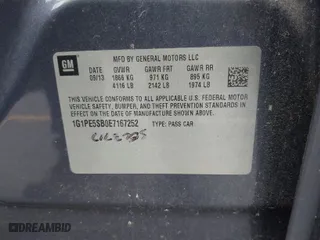 GM
MFD BY GENERAL MOTORS LLC
DATE GVWR GAWR FRT GAWR RR
09/13 1866 KG 971 KG 895 KG
4116 LB 2142 LB 1974 LB
THIS VEHICLE CONFORMS TO ALL APPLICABLE U.S. FEDERAL MOTOR
VEHICLE SAFETY, BUMPER, AND THEFT PREVENTION STANDARDS IN
EFFECT ON THE DATE OF MANUFACTURE SHOWN ABOVE.
1G1PE5SB0E7167252 TYPE: PASS CAR
DREAMBID